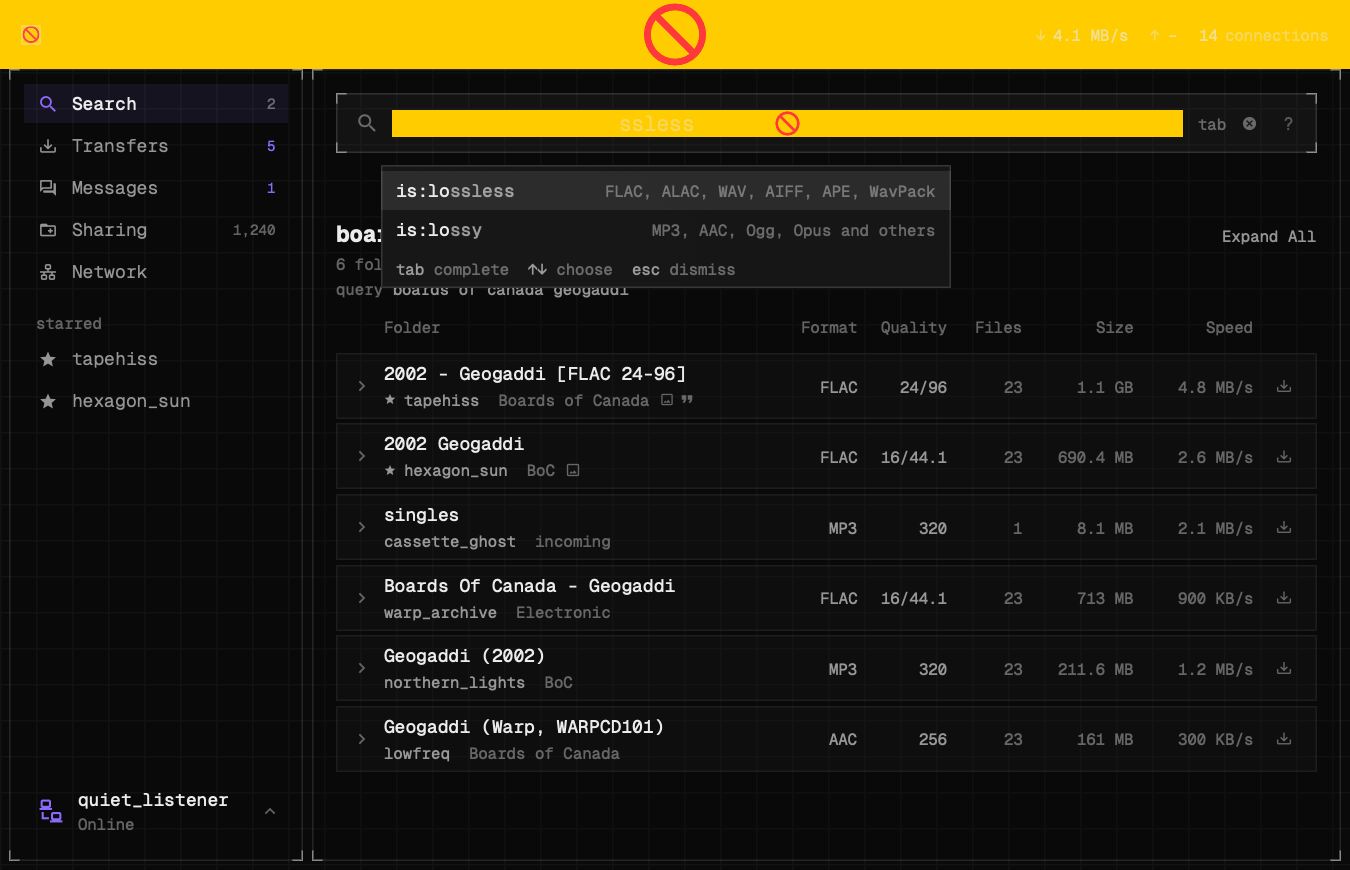 ↓ 4.1 MB/s ↑ – 14 connections
Search 2
Transfers 5
Messages 1
Sharing 1,240
Network
starred
tapehiss
hexagon_sun
quiet_listener
Online
ssless tab ?
is:lossless FLAC, ALAC, WAV, AIFF, APE, WavPack
is:lossy MP3, AAC, Ogg, Opus and others
tab complete ↑↓ choose esc dismiss
Expand All
query boards of canada geogaddi
Folder Format Quality Files Size Speed
2002 - Geogaddi [FLAC 24-96] FLAC 24/96 23 1.1 GB 4.8 MB/s
★ tapehiss Boards of Canada
2002 Geogaddi FLAC 16/44.1 23 690.4 MB 2.6 MB/s
★ hexagon_sun BoC
singles MP3 320 1 8.1 MB 2.1 MB/s
cassette_ghost incoming
Boards Of Canada - Geogaddi FLAC 16/44.1 23 713 MB 900 KB/s
warp_archive Electronic
Geogaddi (2002) MP3 320 23 211.6 MB 1.2 MB/s
northern_lights BoC
Geogaddi (Warp, WARPCD101) AAC 256 23 161 MB 300 KB/s
lowfreq Boards of Canada